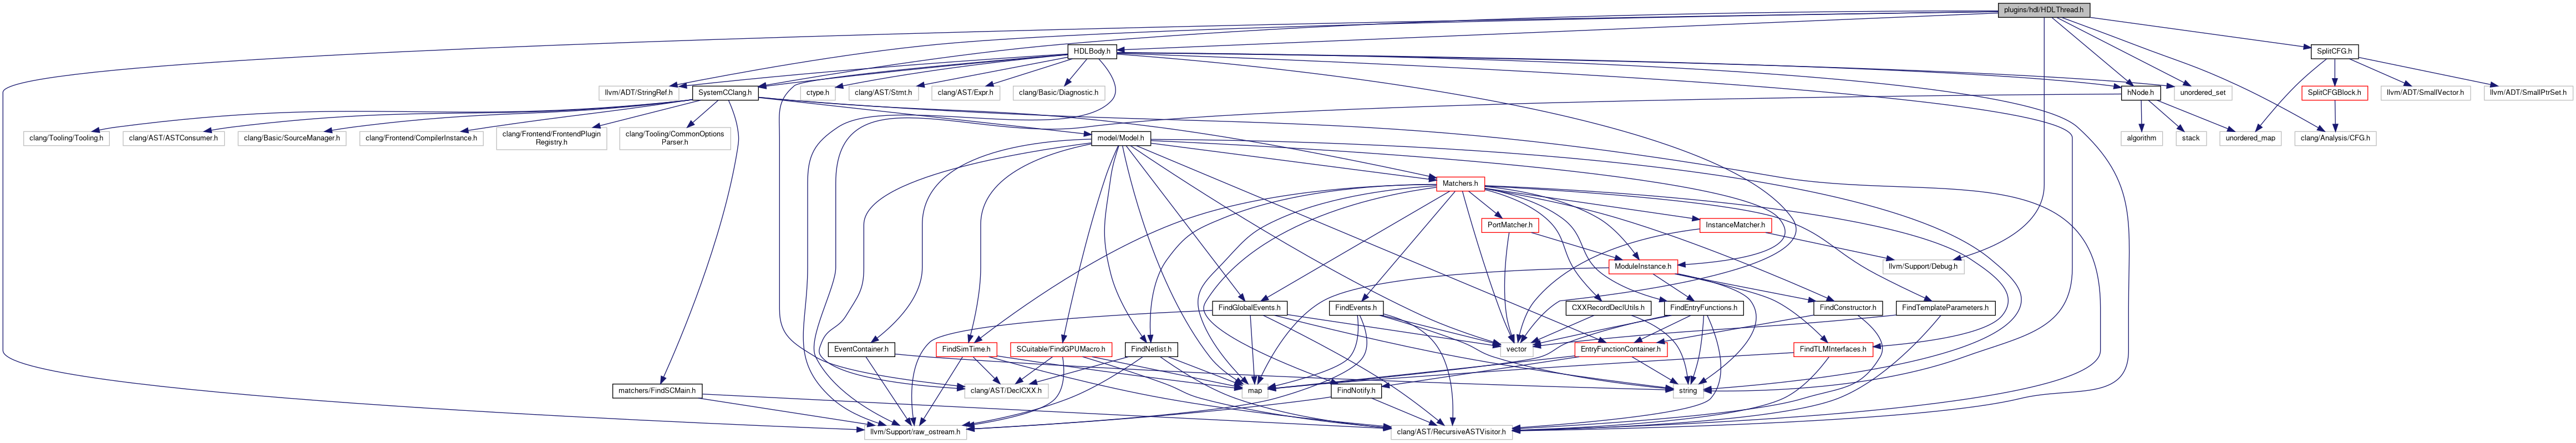 plugins/hdl/HDLThread.h
HDLBody.h
SplitCFG.h
llvm/ADT/StringRef.h
SystemCClang.h
ctype.h
clang/AST/Stmt.h
clang/AST/Expr.h
clang/Basic/Diagnostic.h
hNode.h
unordered_set
SplitCFGBlock.h
llvm/ADT/SmallVector.h
llvm/ADT/SmallPtrSet.h
clang/Tooling/Tooling.h
clang/AST/ASTConsumer.h
clang/Basic/SourceManager.h
clang/Frontend/CompilerInstance.h
clang/Frontend/FrontendPlugin
Registry.h
clang/Tooling/CommonOptions
Parser.h
model/Model.h
algorithm
stack
unordered_map
clang/Analysis/CFG.h
Matchers.h
PortMatcher.h
InstanceMatcher.h
ModuleInstance.h
llvm/Support/Debug.h
FindGlobalEvents.h
FindEvents.h
CXXRecordDeclUtils.h
FindEntryFunctions.h
FindConstructor.h
FindTemplateParameters.h
EventContainer.h
FindSimTime.h
SCuitable/FindGPUMacro.h
FindNetlist.h
vector
EntryFunctionContainer.h
FindTLMInterfaces.h
matchers/FindSCMain.h
clang/AST/DeclCXX.h
map
FindNotify.h
string
llvm/Support/raw_ostream.h
clang/AST/RecursiveASTVisitor.h